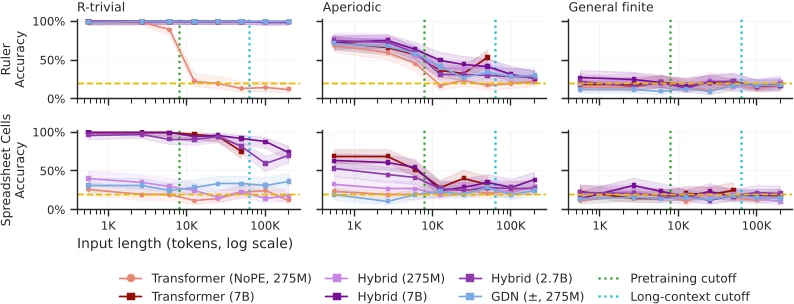 R-trivial
Aperiodic
General finite
Ruler
Accuracy
100%
50%
0%
Spreadsheet Cells
Accuracy
100%
50%
0%
1K 10K 100K
1K 10K 100K
1K 10K 100K
Input length (tokens, log scale)
Transformer (NoPE, 275M)
Hybrid (275M)
Hybrid (2.7B)
Pretraining cutoff
Transformer (7B)
Hybrid (7B)
GDN (±, 275M)
Long-context cutoff